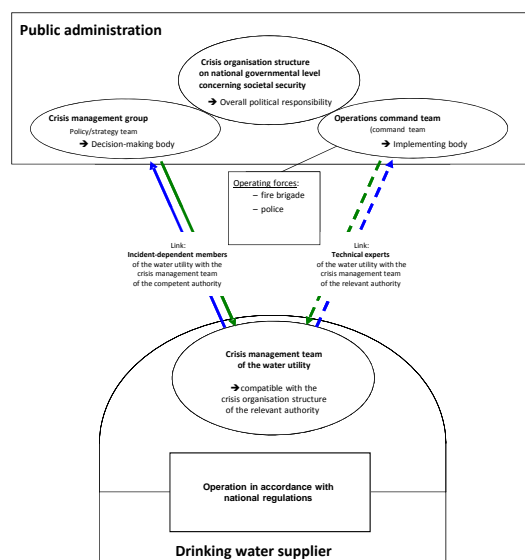 Public administration
Crisis organisation structure
on national governmental level
concerning societal security
➔ Overall political responsibility
Crisis management group
Policy/strategy team
➔ Decision-making body
Operations command team
(command team
➔ Implementing body
Operating forces:
– fire brigade
– police
Link:
Incident-dependent members
of the water utility with the
crisis management team
of the competent authority
Link:
Technical experts
of the water utility with the
crisis management team
of the relevant authority
Crisis management team
of the water utility
➔compatible with the
crisis organisation structure
of the relevant authority
Operation in accordance with
national regulations
Drinking water supplier